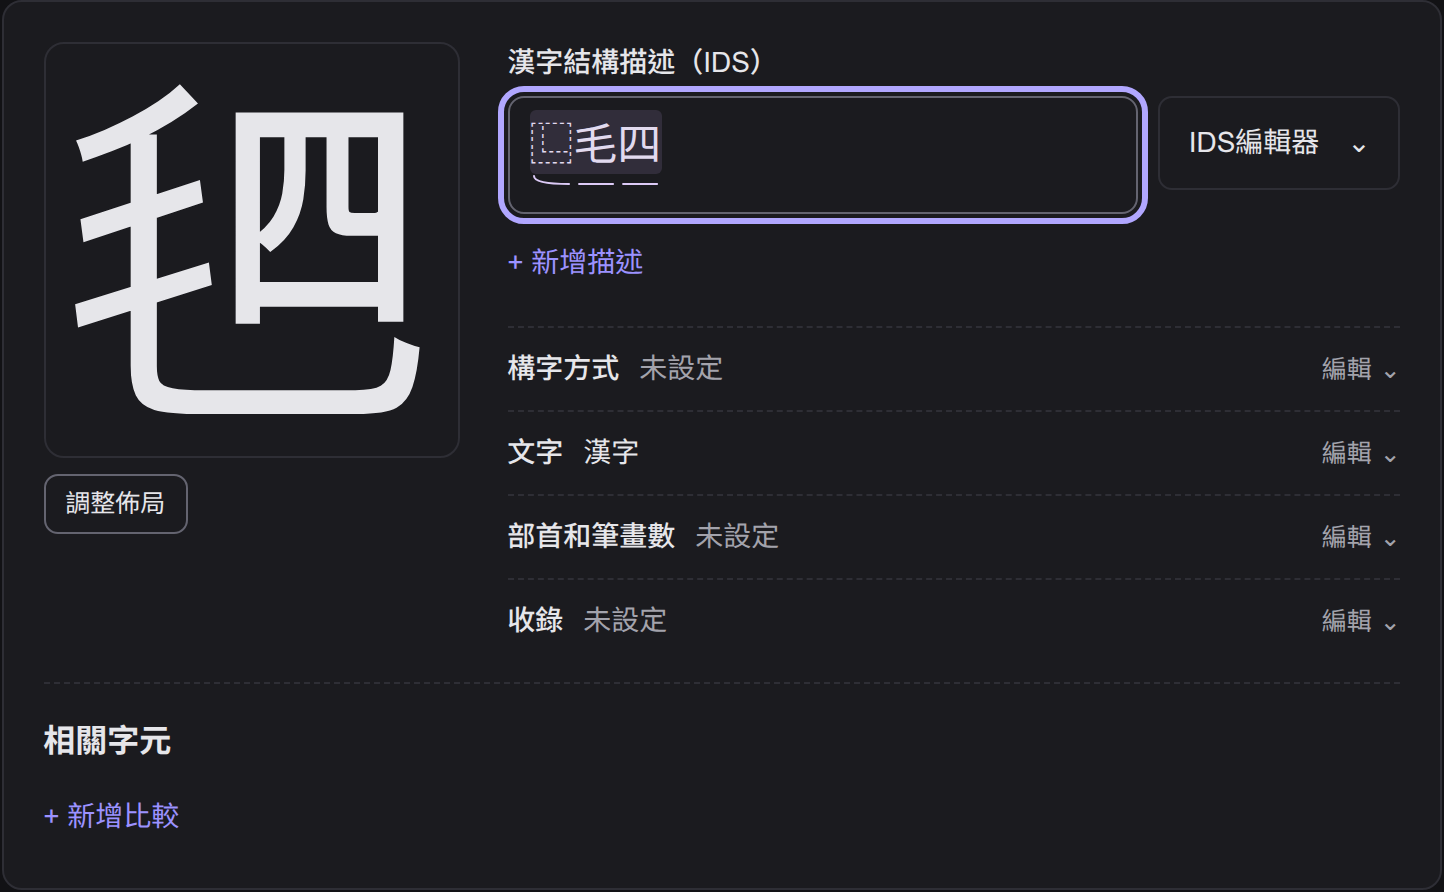 ⿺毛四
漢字結構描述（IDS）
⿺毛四
IDS編輯器
+ 新增描述
構字方式 未設定 編輯
文字 漢字 編輯
部首和筆畫數 未設定 編輯
收錄 未設定 編輯
調整佈局
相關字元
+ 新增比較